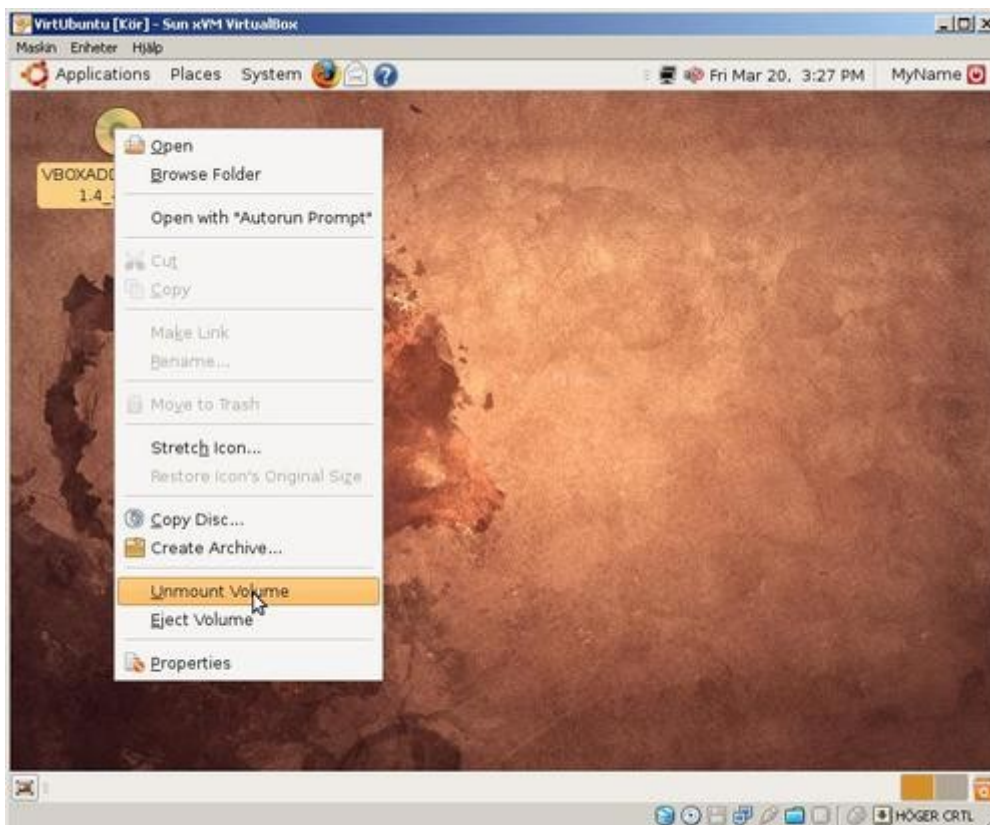 VirtUbuntu [Kör] - Sun xVM VirtualBox
Maskin Enheter Hjälp
Applications Places System Fri Mar 20, 3:27 PM MyName
VBOXADD
1.4_
Open
Browse Folder
Open with "Autorun Prompt"
Cut
Copy
Make Link
Rename...
Move to Trash
Stretch Icon...
Restore Icon's Original Size
Copy Disc...
Create Archive...
Unmount Volume
Eject Volume
Properties
HÖGER CRTL